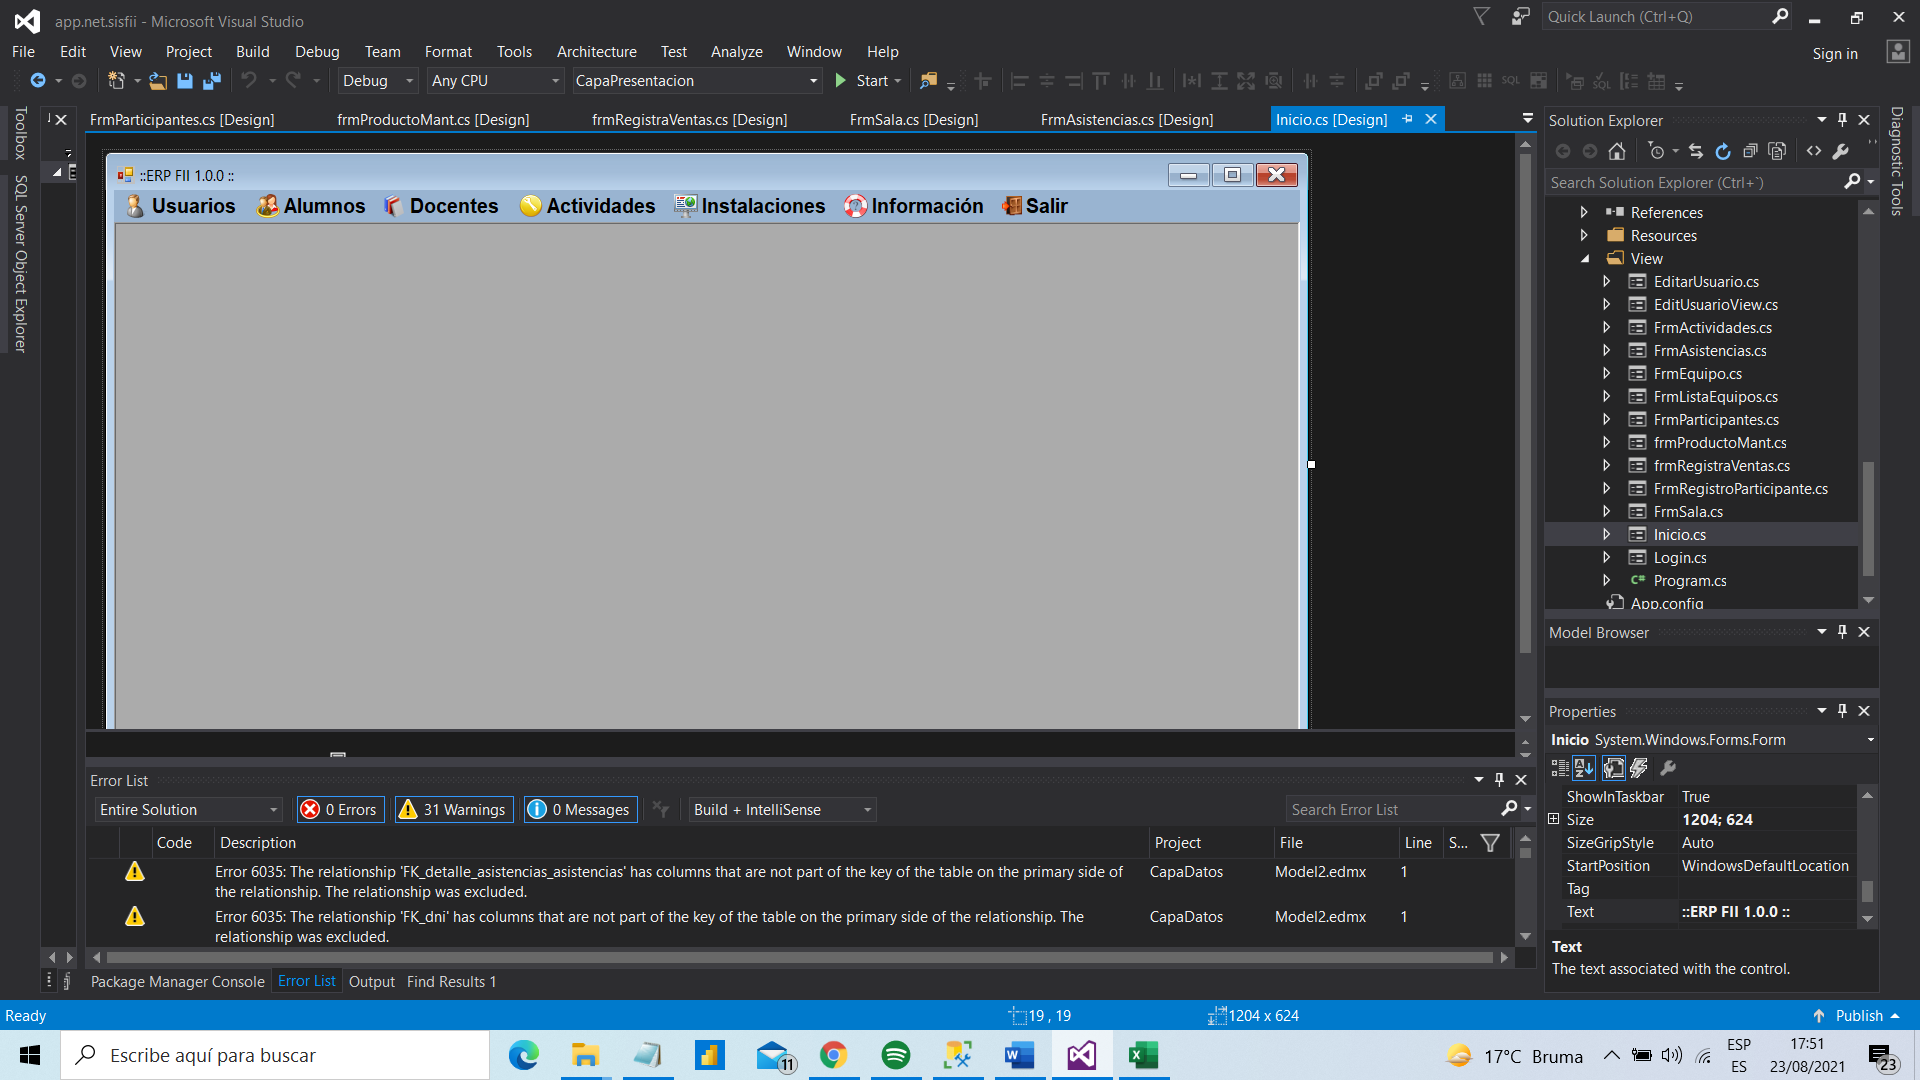 app.net.sisfii - Microsoft Visual Studio
Quick Launch (Ctrl+Q)
File Edit View Project Build Debug Team Format Tools Architecture Test Analyze Window Help
Sign in
Debug Any CPU CapaPresentacion Start
Toolbox
SQL Server Object Explorer
FrmParticipantes.cs [Design] frmProductoMant.cs [Design] frmRegistraVentas.cs [Design] FrmSala.cs [Design] FrmAsistencias.cs [Design] Inicio.cs [Design]
::ERP FII 1.0.0 ::
Usuarios Alumnos Docentes Actividades Instalaciones Información Salir
Solution Explorer
Search Solution Explorer (Ctrl+`)
References
Resources
View
EditarUsuario.cs
EditUsuarioView.cs
FrmActividades.cs
FrmAsistencias.cs
FrmEquipo.cs
FrmListaEquipos.cs
FrmParticipantes.cs
frmProductoMant.cs
frmRegistraVentas.cs
FrmRegistroParticipante.cs
FrmSala.cs
Inicio.cs
Login.cs
C# Program.cs
App.config
Diagnostic Tools
Model Browser
Properties
Inicio System.Windows.Forms.Form
ShowInTaskbar True
Size 1204; 624
SizeGripStyle Auto
StartPosition WindowsDefaultLocation
Tag
Text ::ERP FII 1.0.0 ::
Text
The text associated with the control.
Error List
Entire Solution 0 Errors 31 Warnings 0 Messages Build + IntelliSense Search Error List
Code Description Project File Line S...
Error 6035: The relationship 'FK_detalle_asistencias_asistencias' has columns that are not part of the key of the table on the primary side of the relationship. The relationship was excluded. CapaDatos Model2.edmx 1
Error 6035: The relationship 'FK_dni' has columns that are not part of the key of the table on the primary side of the relationship. The relationship was excluded. CapaDatos Model2.edmx 1
Package Manager Console Error List Output Find Results 1
Ready 19 , 19 1204 x 624 Publish
Escribe aquí para buscar
11
17°C Bruma
ESP
ES
17:51
23/08/2021
23